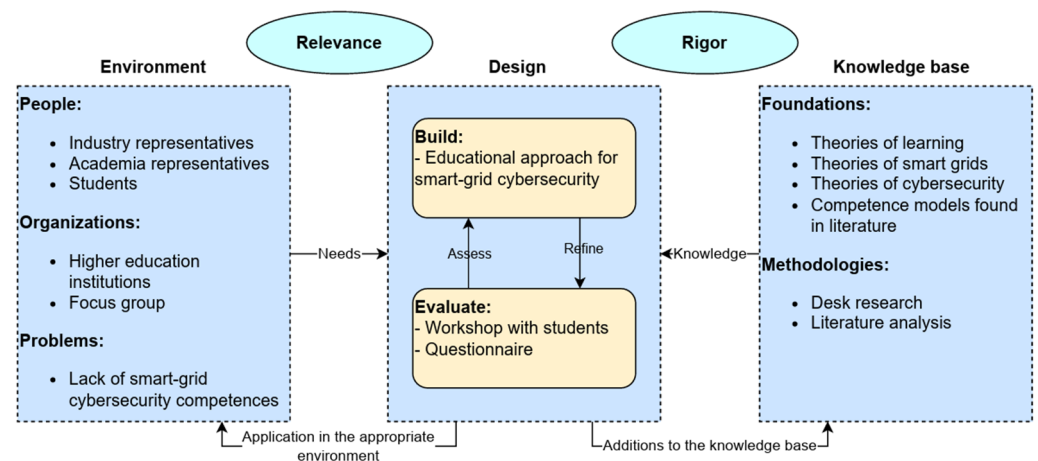 Relevance
Rigor
Environment
Design
Knowledge base
People:
• Industry representatives
• Academia representatives
• Students
Organizations:
• Higher education
institutions
• Focus group
Problems:
• Lack of smart-grid
cybersecurity competences
Needs
Build:
- Educational approach for
smart-grid cybersecurity
Assess
Refine
Evaluate:
- Workshop with students
- Questionnaire
Knowledge
Foundations:
• Theories of learning
• Theories of smart grids
• Theories of cybersecurity
• Competence models found
in literature
Methodologies:
• Desk research
• Literature analysis
Application in the appropriate
environment
Additions to the knowledge base